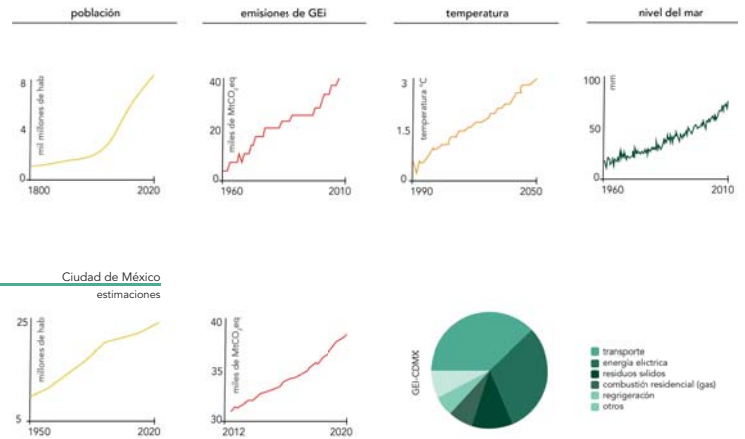 población
emisiones de GEi
temperatura
nivel del mar
8
4
0
mil millones de hab
1800
2020
40
20
0
miles de MtCO₂eq
1960
2010
3
1.5
0
temperatura °C
1990
2050
100
50
0
mm
1960
2010
Ciudad de México
estimaciones
25
5
millones de hab
1950
2020
40
35
30
miles de MtCO₂eq
2012
2020
GEI-CDMX
transporte
energía elictrica
residuos silidos
combustión residencial (gas)
regrigeracón
otros